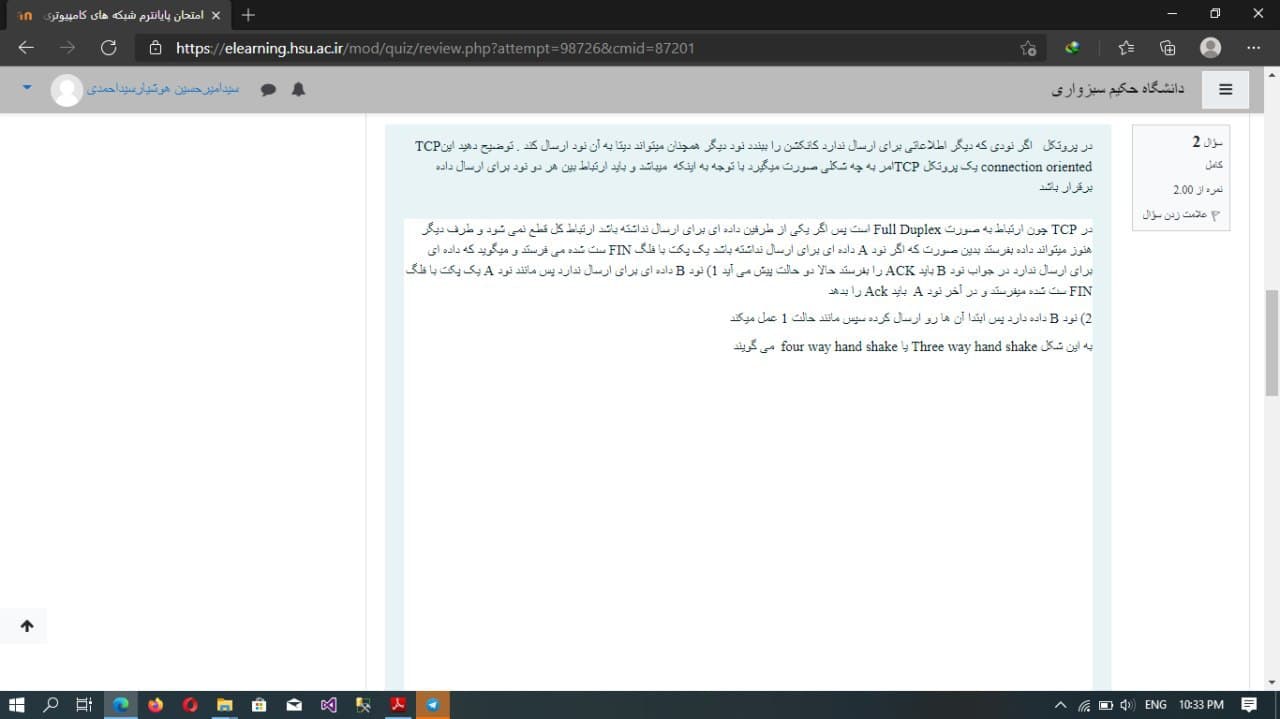 امتحان پایانترم شبکه های کامپیوتری
https://elearning.hsu.ac.ir/mod/quiz/review.php?attempt=98726&cmid=87201
دانشگاه حکیم سبزواری
سیدامیرحسین هوشیارسیداحمدی
سؤال 2
کامل
نمره از 2.00
علامت زدن سؤال
در پروتکل اگر نودی که دیگر اطلاعاتی برای ارسال ندارد کانکشن را ببندد نود دیگر همچنان میتواند دیتا به آن نود ارسال کند . توضیح دهید اینTCP
connection oriented یک پروتکل TCPامر به چه شکلی صورت میگیرد با توجه به اینکه میباشد و باید ارتباط بین هر دو نود برای ارسال داده
برقرار باشد
در TCP چون ارتباط به صورت Full Duplex است پس اگر یکی از طرفین داده ای برای ارسال نداشته باشد ارتباط کل قطع نمی شود و طرف دیگر
هنوز میتواند داده بفرستد بدین صورت که اگر نود A داده ای برای ارسال نداشته باشد یک پکت با فلگ FIN ست شده می فرستد و میگوید که داده ای
برای ارسال ندارد در جواب نود B باید ACK را بفرستد حالا دو حالت پیش می آید 1) نود B داده ای برای ارسال ندارد پس مانند نود A یک پکت با فلگ
FIN ست شده میفرستد و در آخر نود A باید Ack را بدهد
2) نود B داده دارد پس ابتدا آن ها رو ارسال کرده سپس مانند حالت 1 عمل میکند
به این شکل Three way hand shake یا four way hand shake می گویند
ENG
10:33 PM